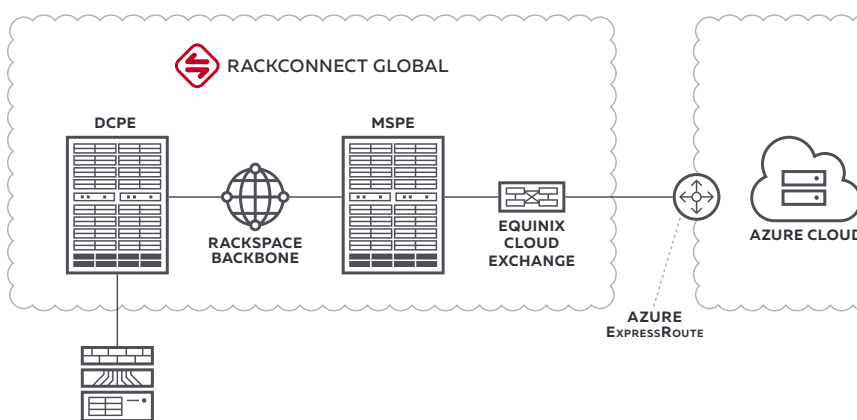 RACKCONNECT GLOBAL
DCPE
MSPE
RACKSPACE
BACKBONE
EQUINIX
CLOUD
EXCHANGE
AZURE CLOUD
AZURE
EXPRESSROUTE